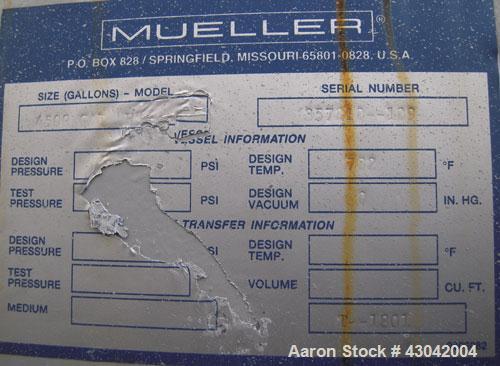 MUELLER®
P.O. BOX 828 / SPRINGFIELD, MISSOURI-65801-0828, U.S.A
SIZE (GALLONS) – MODEL SERIAL NUMBER
VESSEL INFORMATION
DESIGN PRESSURE PSI DESIGN TEMP. °F
TEST PRESSURE PSI DESIGN VACUUM 0 IN. HG.
TRANSFER INFORMATION
DESIGN PRESSURE DESIGN TEMP. °F
TEST PRESSURE VOLUME CU. FT.
MEDIUM
Aaron Stock # 43042004